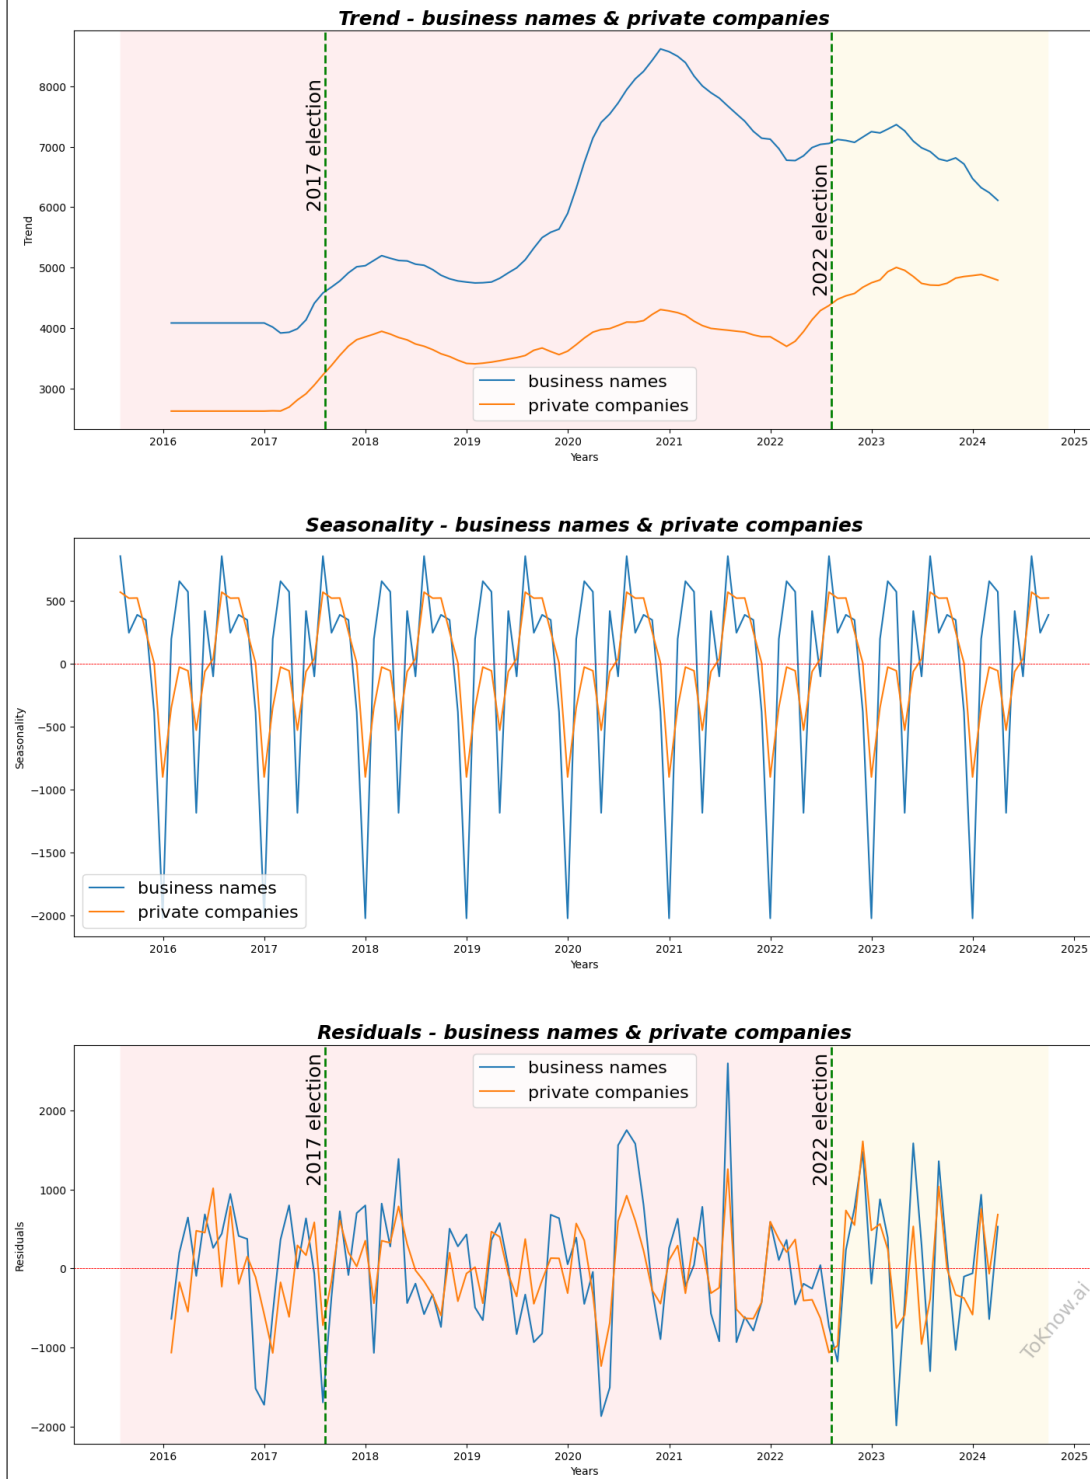 Trend - business names & private companies
8000
7000
6000
5000
4000
3000
Trend
2017 election
2022 election
business names
private companies
2016 2017 2018 2019 2020 2021 2022 2023 2024 2025
Years
Seasonality - business names & private companies
500
0
−500
−1000
−1500
−2000
Seasonality
business names
private companies
2016 2017 2018 2019 2020 2021 2022 2023 2024 2025
Years
Residuals - business names & private companies
2000
1000
0
−1000
−2000
Residuals
2017 election
2022 election
business names
private companies
ToKnow.ai
2016 2017 2018 2019 2020 2021 2022 2023 2024 2025
Years